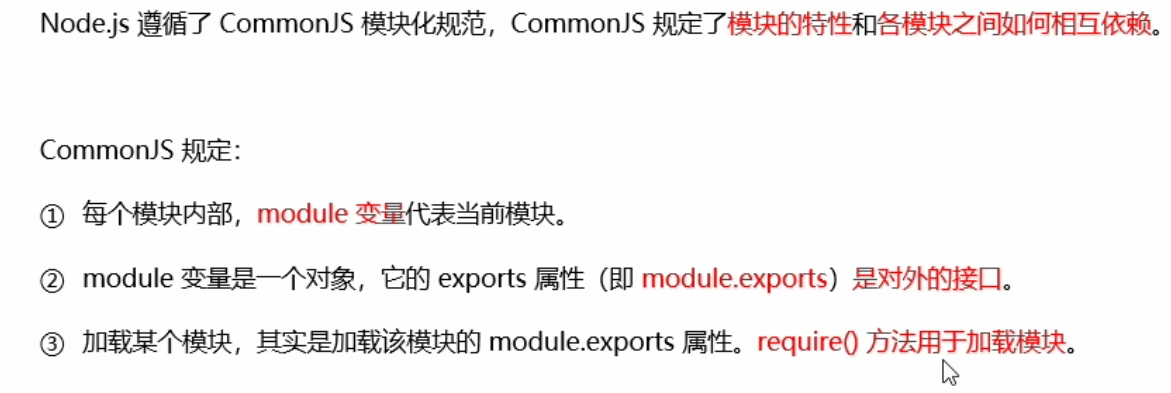 Node.js 遵循了 CommonJS 模块化规范，CommonJS 规定了模块的特性和各模块之间如何相互依赖。
CommonJS 规定：
① 每个模块内部，module 变量代表当前模块。
② module 变量是一个对象，它的 exports 属性（即 module.exports）是对外的接口。
③ 加载某个模块，其实是加载该模块的 module.exports 属性。require() 方法用于加载模块。